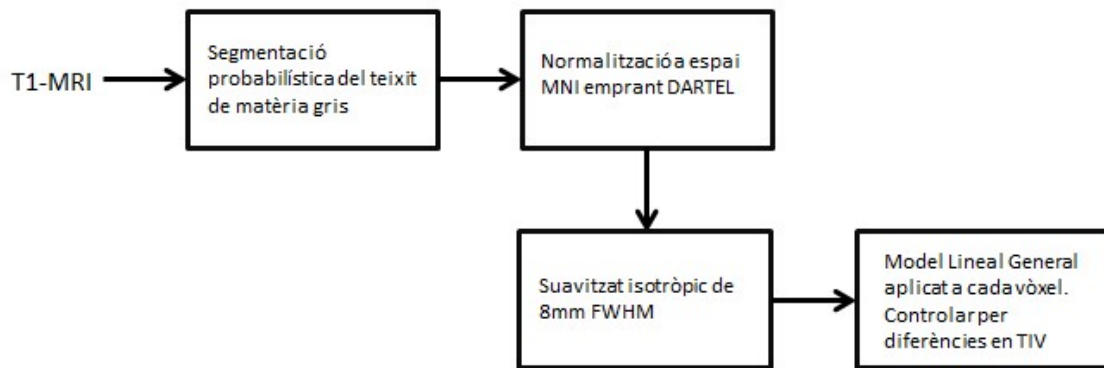 T1-MRI
Segmentació
probabilística del teixit
de matèria gris
Normalització a espai
MNI emprant DARTEL
Suavitzat isotròpic de
8mm FWHM
Model Lineal General
aplicat a cada vòxel.
Controlar per
diferències en TIV